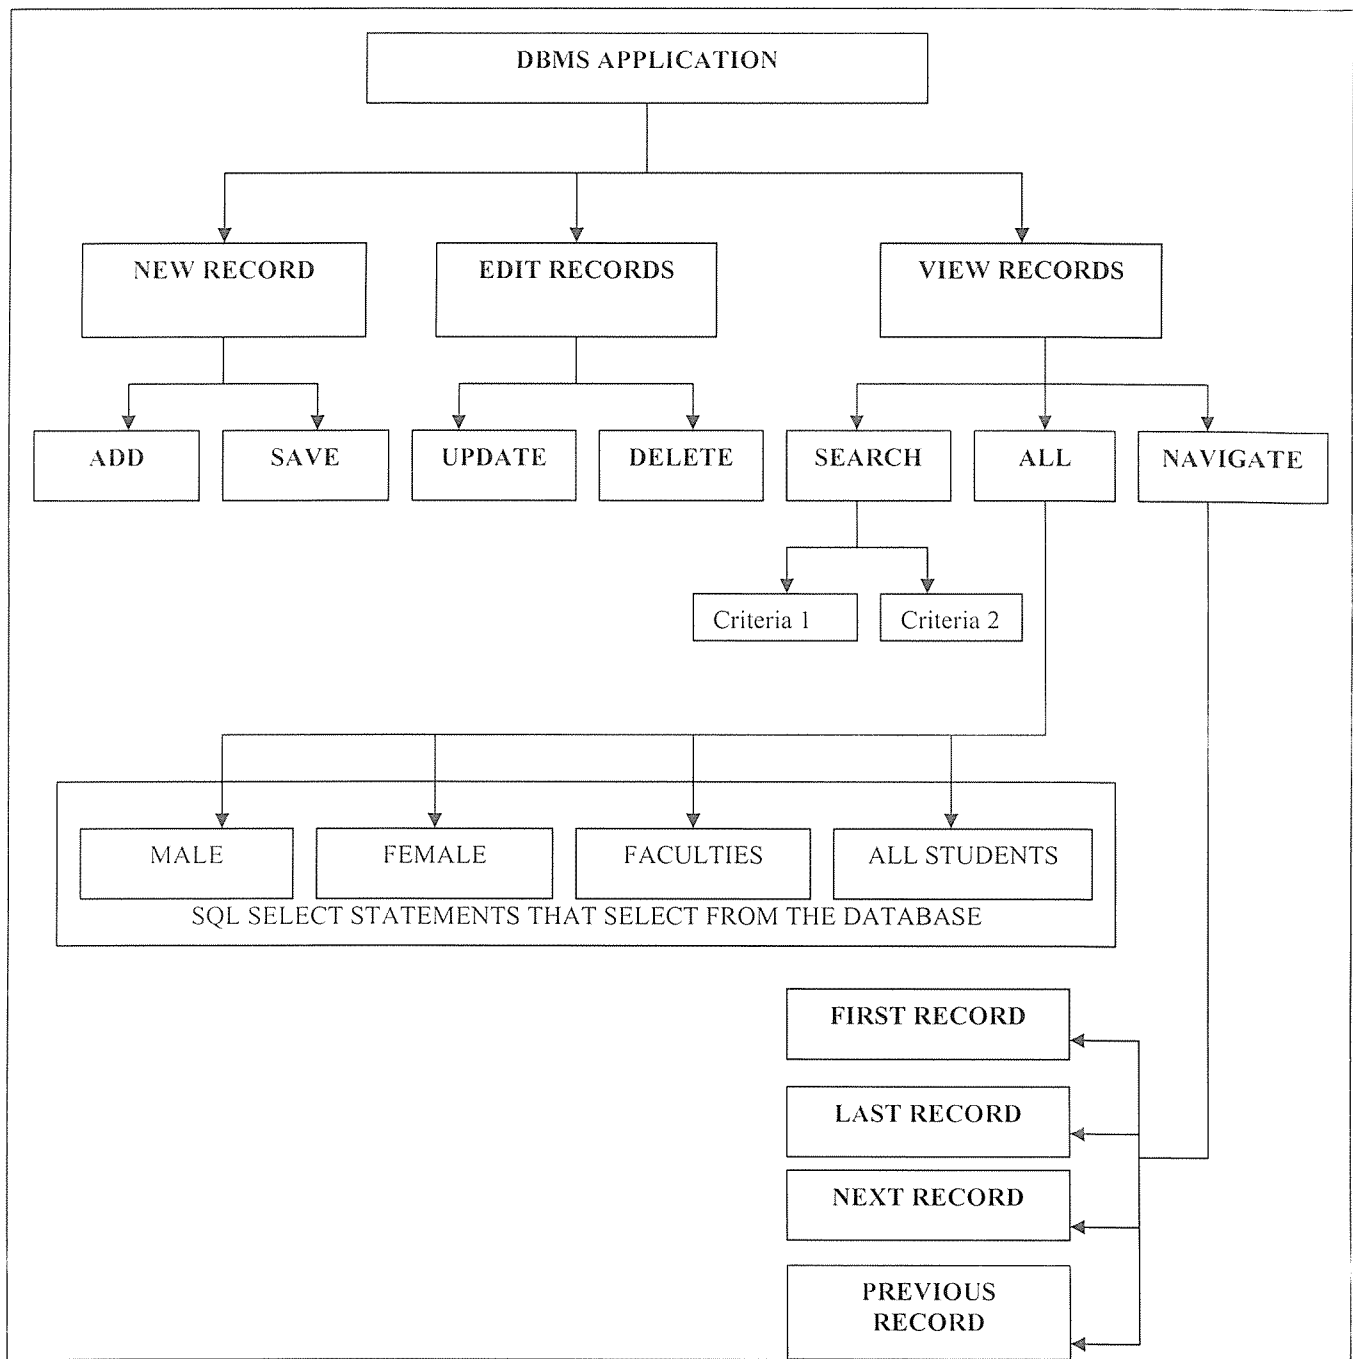 DBMS APPLICATION
NEW RECORD
EDIT RECORDS
VIEW RECORDS
ADD
SAVE
UPDATE
DELETE
SEARCH
ALL
NAVIGATE
Criteria 1
Criteria 2
MALE
FEMALE
FACULTIES
ALL STUDENTS
SQL SELECT STATEMENTS THAT SELECT FROM THE DATABASE
FIRST RECORD
LAST RECORD
NEXT RECORD
PREVIOUS
RECORD